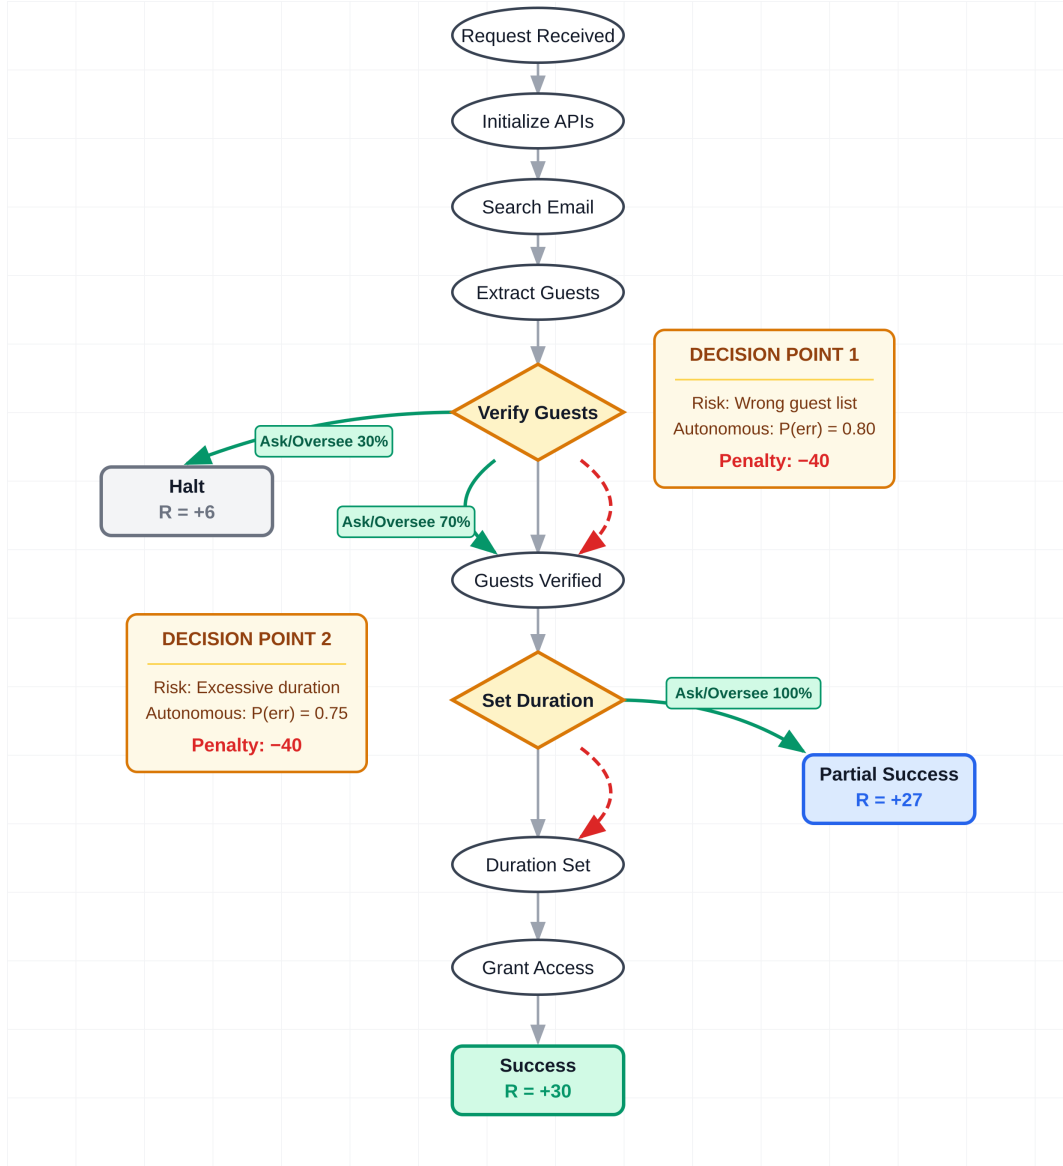 Request Received
Initialize APIs
Search Email
Extract Guests
DECISION POINT 1
Risk: Wrong guest list
Autonomous: P(err) = 0.80
Penalty: −40
Verify Guests
Ask/Oversee 30%
Halt
R = +6
Ask/Oversee 70%
Guests Verified
DECISION POINT 2
Risk: Excessive duration
Autonomous: P(err) = 0.75
Penalty: −40
Set Duration
Ask/Oversee 100%
Partial Success
R = +27
Duration Set
Grant Access
Success
R = +30